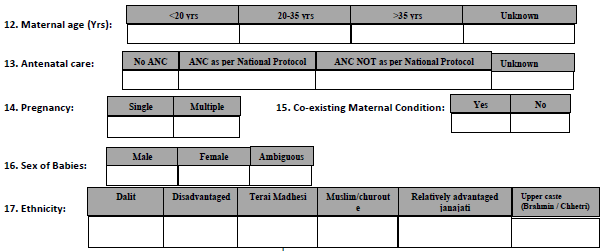 12. Maternal age (Yrs): <20 yrs 20-35 yrs >35 yrs Unknown
13. Antenatal care: No ANC ANC as per National Protocol ANC NOT as per National Protocol Unknown
14. Pregnancy: Single Multiple 15. Co-existing Maternal Condition: Yes No
16. Sex of Babies: Male Female Ambiguous
17. Ethnicity: Dalit Disadvantaged Terai Madhesi Muslim/churout Relatively advantaged Upper caste
e janajati (Brahmin / Chhetri)